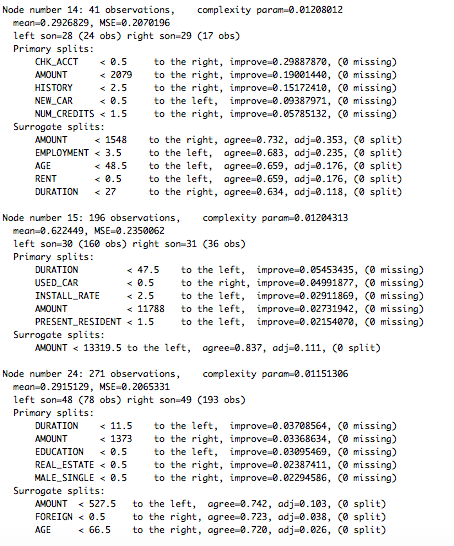 Node number 14: 41 observations,    complexity param=0.01208012
  mean=0.2926829, MSE=0.2070196
  left son=28 (24 obs) right son=29 (17 obs)
  Primary splits:
      CHK_ACCT    < 0.5    to the right, improve=0.29887870, (0 missing)
      AMOUNT      < 2079   to the right, improve=0.19001440, (0 missing)
      HISTORY     < 2.5    to the right, improve=0.15172410, (0 missing)
      NEW_CAR     < 0.5    to the left,  improve=0.09387971, (0 missing)
      NUM_CREDITS < 1.5    to the right, improve=0.05785132, (0 missing)
  Surrogate splits:
      AMOUNT     < 1548   to the right, agree=0.732, adj=0.353, (0 split)
      EMPLOYMENT < 3.5    to the left,  agree=0.683, adj=0.235, (0 split)
      AGE        < 48.5   to the left,  agree=0.659, adj=0.176, (0 split)
      RENT       < 0.5    to the left,  agree=0.659, adj=0.176, (0 split)
      DURATION   < 27     to the right, agree=0.634, adj=0.118, (0 split)
Node number 15: 196 observations,    complexity param=0.01204313
  mean=0.622449, MSE=0.2350062
  left son=30 (160 obs) right son=31 (36 obs)
  Primary splits:
      DURATION         < 47.5   to the left,  improve=0.05453435, (0 missing)
      USED_CAR         < 0.5    to the right, improve=0.04991877, (0 missing)
      INSTALL_RATE     < 2.5    to the left,  improve=0.02911869, (0 missing)
      AMOUNT           < 11788  to the left,  improve=0.02731942, (0 missing)
      PRESENT_RESIDENT < 1.5    to the left,  improve=0.02154070, (0 missing)
  Surrogate splits:
      AMOUNT < 13319.5 to the left,  agree=0.837, adj=0.111, (0 split)
Node number 24: 271 observations,    complexity param=0.01151306
  mean=0.2915129, MSE=0.2065331
  left son=48 (78 obs) right son=49 (193 obs)
  Primary splits:
      DURATION    < 11.5   to the left,  improve=0.03708564, (0 missing)
      AMOUNT      < 1373   to the right, improve=0.03368634, (0 missing)
      EDUCATION   < 0.5    to the left,  improve=0.03095469, (0 missing)
      REAL_ESTATE < 0.5    to the right, improve=0.02387411, (0 missing)
      MALE_SINGLE < 0.5    to the right, improve=0.02294586, (0 missing)
  Surrogate splits:
      AMOUNT  < 527.5  to the left,  agree=0.742, adj=0.103, (0 split)
      FOREIGN < 0.5    to the right, agree=0.723, adj=0.038, (0 split)
      AGE     < 66.5   to the right, agree=0.720, adj=0.026, (0 split)